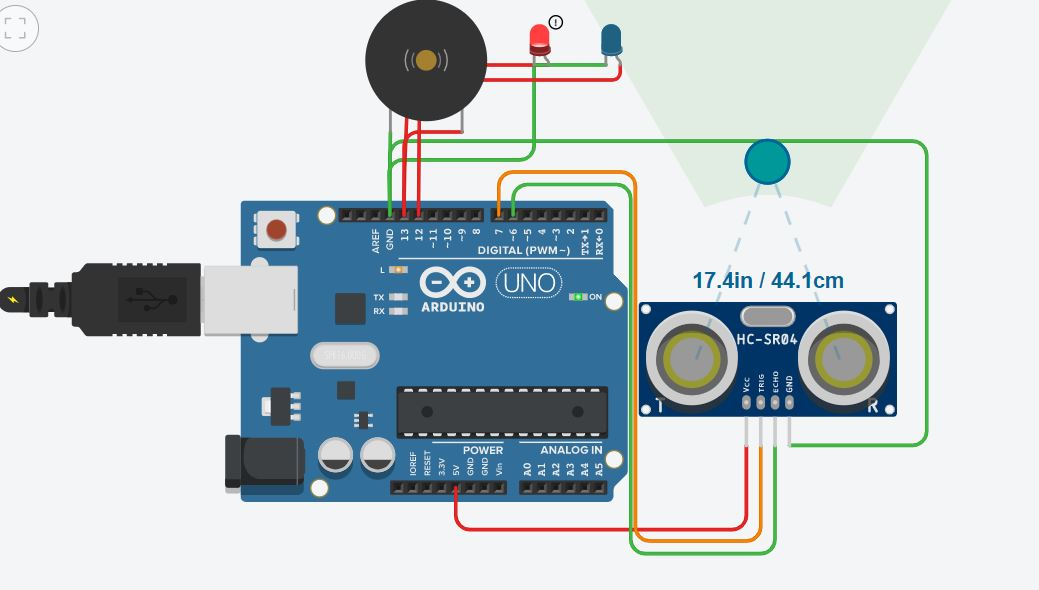 !
AREF
GND
13
12
~11
~10
~9
8
7
~6
~5
4
~3
2
TX→1
RX←0
DIGITAL (PWM~)
L
TX
RX
ARDUINO
UNO
ON
17.4in / 44.1cm
HC-SR04
Vcc
TRIG
ECHO
GND
T
R
POWER
ANALOG IN
IOREF
RESET
3.3V
5V
GND
GND
Vin
A0
A1
A2
A3
A4
A5